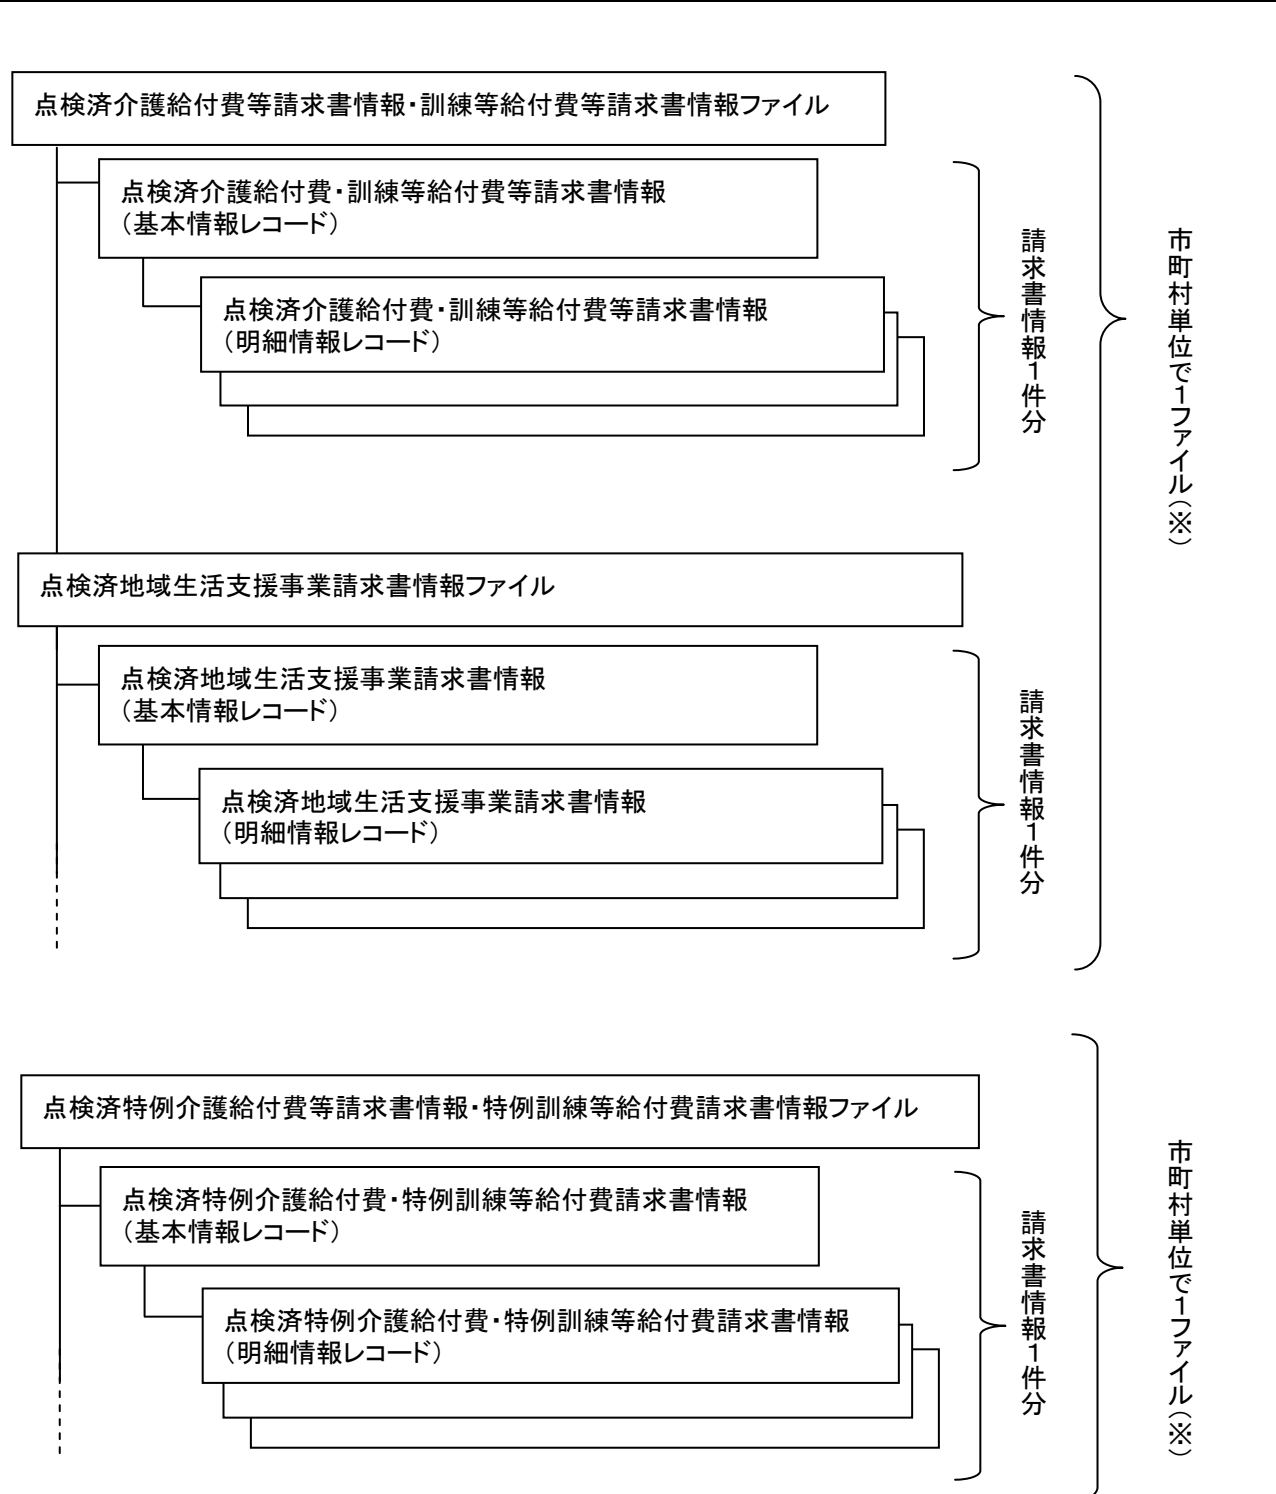 点検済介護給付費等請求書情報・訓練等給付費等請求書情報ファイル
点検済介護給付費・訓練等給付費等請求書情報
（基本情報レコード）
点検済介護給付費・訓練等給付費等請求書情報
（明細情報レコード）
請求書情報１件分
市町村単位で１ファイル（※）
点検済地域生活支援事業請求書情報ファイル
点検済地域生活支援事業請求書情報
（基本情報レコード）
点検済地域生活支援事業請求書情報
（明細情報レコード）
請求書情報１件分
点検済特例介護給付費等請求書情報・特例訓練等給付費請求書情報ファイル
点検済特例介護給付費・特例訓練等給付費請求書情報
（基本情報レコード）
点検済特例介護給付費・特例訓練等給付費請求書情報
（明細情報レコード）
請求書情報１件分
市町村単位で１ファイル（※）